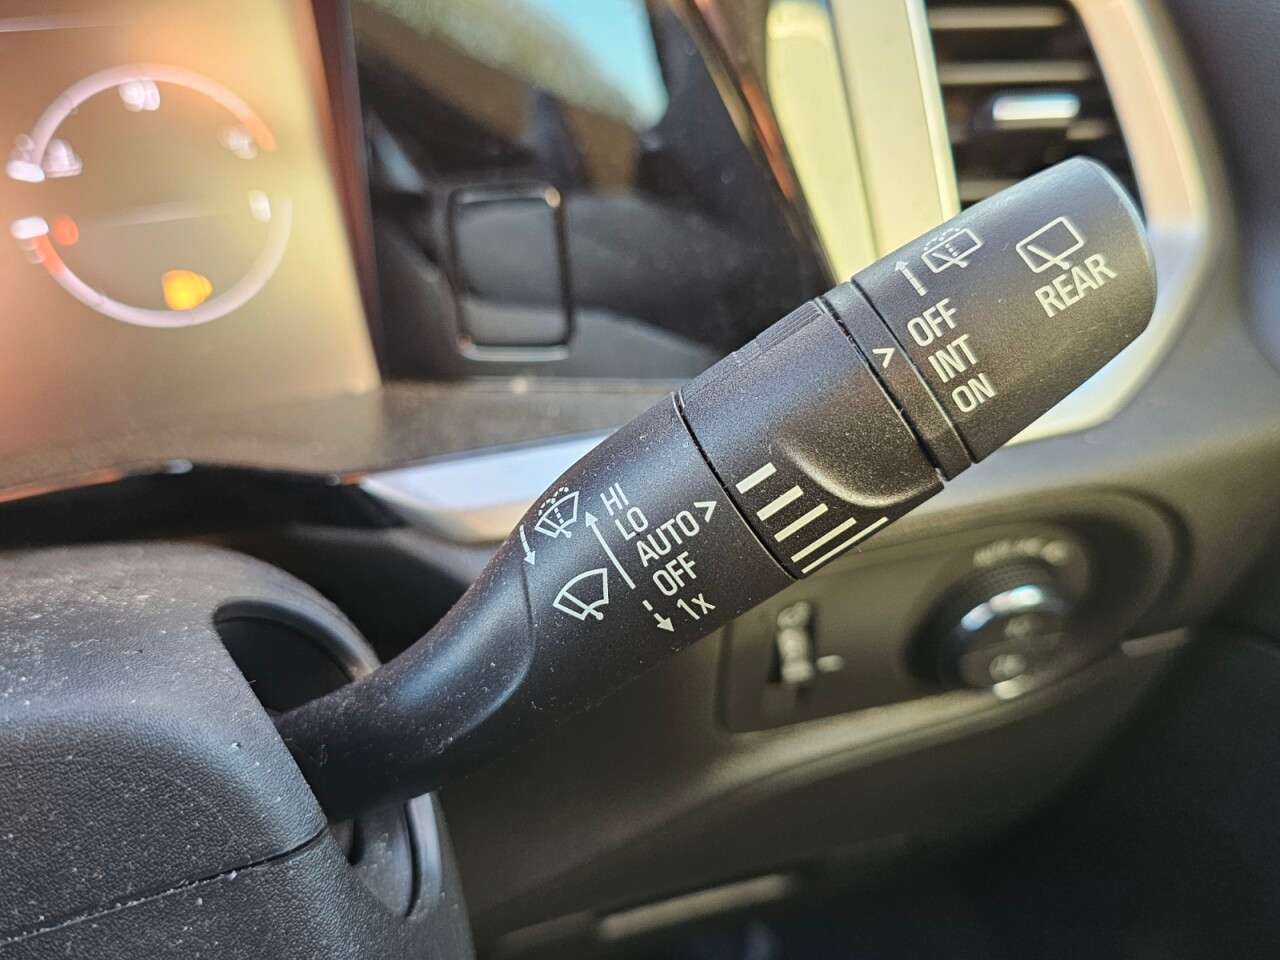 REAR
OFF
INT
ON
HI
LO
AUTO
OFF
1x